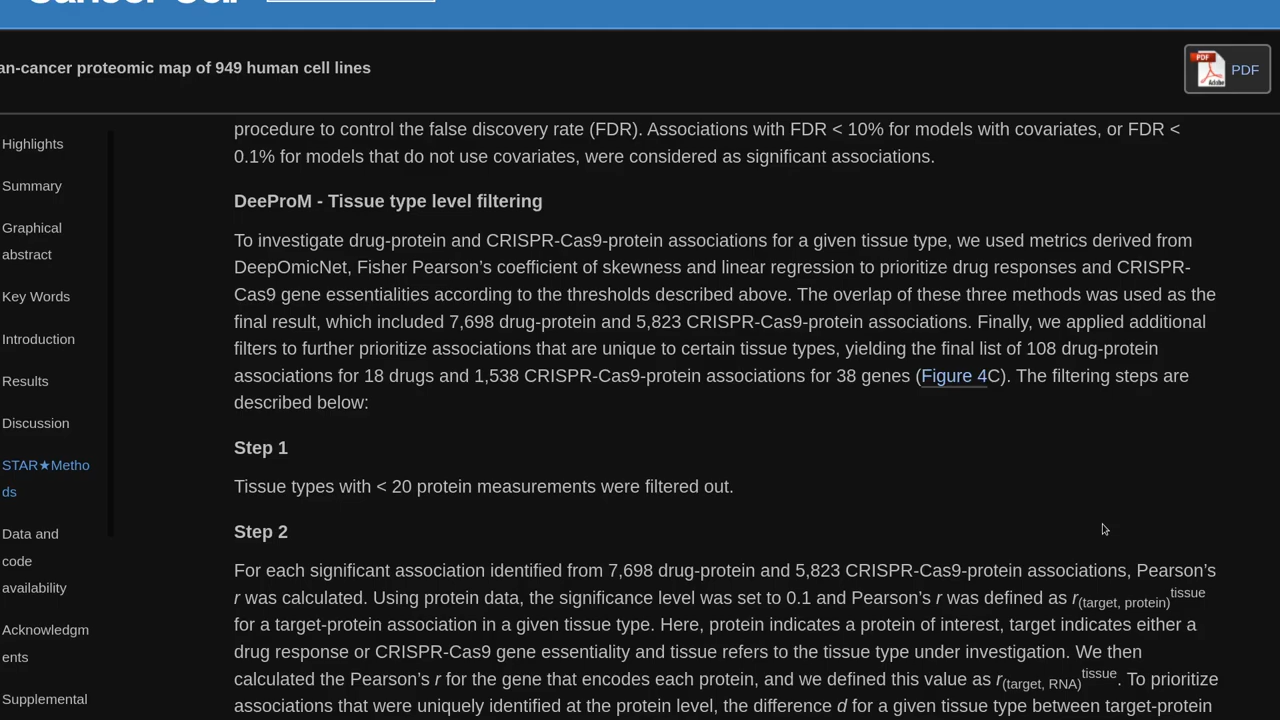 an-cancer proteomic map of 949 human cell lines
PDF
PDF
Adobe
Highlights
Summary
Graphical
abstract
Key Words
Introduction
Results
Discussion
STAR★Metho
ds
Data and
code
availability
Acknowledgm
ents
Supplemental
procedure to control the false discovery rate (FDR). Associations with FDR < 10% for models with covariates, or FDR <
0.1% for models that do not use covariates, were considered as significant associations.
DeeProM - Tissue type level filtering
To investigate drug-protein and CRISPR-Cas9-protein associations for a given tissue type, we used metrics derived from
DeepOmicNet, Fisher Pearson’s coefficient of skewness and linear regression to prioritize drug responses and CRISPR-
Cas9 gene essentialities according to the thresholds described above. The overlap of these three methods was used as the
final result, which included 7,698 drug-protein and 5,823 CRISPR-Cas9-protein associations. Finally, we applied additional
filters to further prioritize associations that are unique to certain tissue types, yielding the final list of 108 drug-protein
associations for 18 drugs and 1,538 CRISPR-Cas9-protein associations for 38 genes (Figure 4C). The filtering steps are
described below:
Step 1
Tissue types with < 20 protein measurements were filtered out.
Step 2
For each significant association identified from 7,698 drug-protein and 5,823 CRISPR-Cas9-protein associations, Pearson’s
r was calculated. Using protein data, the significance level was set to 0.1 and Pearson’s r was defined as r(target, protein)tissue
for a target-protein association in a given tissue type. Here, protein indicates a protein of interest, target indicates either a
drug response or CRISPR-Cas9 gene essentiality and tissue refers to the tissue type under investigation. We then
calculated the Pearson’s r for the gene that encodes each protein, and we defined this value as r(target, RNA)tissue. To prioritize
associations that were uniquely identified at the protein level, the difference d for a given tissue type between target-protein